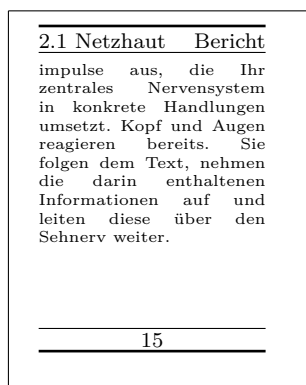 2.1 Netzhaut Bericht
impulse aus, die Ihr
zentrales Nervensystem
in konkrete Handlungen
umsetzt. Kopf und Augen
reagieren bereits. Sie
folgen dem Text, nehmen
die darin enthaltenen
Informationen auf und
leiten diese über den
Sehnerv weiter.
15